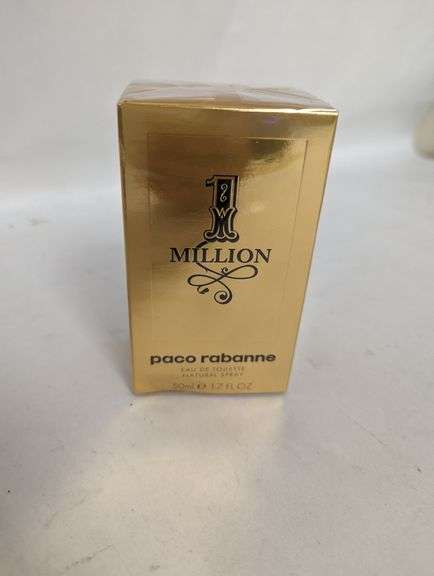 1
MILLION
paco rabanne
EAU DE TOILETTE
NATURAL SPRAY
50ml ℮ 1.7 FL.OZ